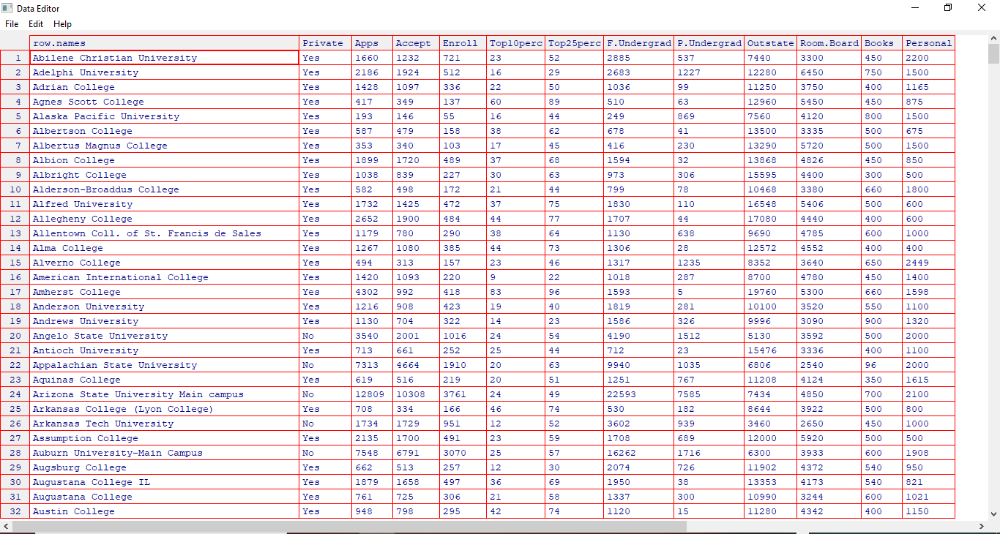 Data Editor
File Edit Help
row.names Private Apps Accept Enroll Top10perc Top25perc F.Undergrad P.Undergrad Outstate Room.Board Books Personal
1 Abilene Christian University Yes 1660 1232 721 23 52 2885 537 7440 3300 450 2200
2 Adelphi University Yes 2186 1924 512 16 29 2683 1227 12280 6450 750 1500
3 Adrian College Yes 1428 1097 336 22 50 1036 99 11250 3750 400 1165
4 Agnes Scott College Yes 417 349 137 60 89 510 63 12960 5450 450 875
5 Alaska Pacific University Yes 193 146 55 16 44 249 869 7560 4120 800 1500
6 Albertson College Yes 587 479 158 38 62 678 41 13500 3335 500 675
7 Albertus Magnus College Yes 353 340 103 17 45 416 230 13290 5720 500 1500
8 Albion College Yes 1899 1720 489 37 68 1594 32 13868 4826 450 850
9 Albright College Yes 1038 839 227 30 63 973 306 15595 4400 300 500
10 Alderson-Broaddus College Yes 582 498 172 21 44 799 78 10468 3380 660 1800
11 Alfred University Yes 1732 1425 472 37 75 1830 110 16548 5406 500 600
12 Allegheny College Yes 2652 1900 484 44 77 1707 44 17080 4440 400 600
13 Allentown Coll. of St. Francis de Sales Yes 1179 780 290 38 64 1130 638 9690 4785 600 1000
14 Alma College Yes 1267 1080 385 44 73 1306 28 12572 4552 400 400
15 Alverno College Yes 494 313 157 23 46 1317 1235 8352 3640 650 2449
16 American International College Yes 1420 1093 220 9 22 1018 287 8700 4780 450 1400
17 Amherst College Yes 4302 992 418 83 96 1593 5 19760 5300 660 1598
18 Anderson University Yes 1216 908 423 19 40 1819 281 10100 3520 550 1100
19 Andrews University Yes 1130 704 322 14 23 1586 326 9996 3090 900 1320
20 Angelo State University No 3540 2001 1016 24 54 4190 1512 5130 3592 500 2000
21 Antioch University Yes 713 661 252 25 44 712 23 15476 3336 400 1100
22 Appalachian State University No 7313 4664 1910 20 63 9940 1035 6806 2540 96 2000
23 Aquinas College Yes 619 516 219 20 51 1251 767 11208 4124 350 1615
24 Arizona State University Main campus No 12809 10308 3761 24 49 22593 7585 7434 4850 700 2100
25 Arkansas College (Lyon College) Yes 708 334 166 46 74 530 182 8644 3922 500 800
26 Arkansas Tech University No 1734 1729 951 12 52 3602 939 3460 2650 450 1000
27 Assumption College Yes 2135 1700 491 23 59 1708 689 12000 5920 500 500
28 Auburn University-Main Campus No 7548 6791 3070 25 57 16262 1716 6300 3933 600 1908
29 Augsburg College Yes 662 513 257 12 30 2074 726 11902 4372 540 950
30 Augustana College IL Yes 1879 1658 497 36 69 1950 38 13353 4173 540 821
31 Augustana College Yes 761 725 306 21 58 1337 300 10990 3244 600 1021
32 Austin College Yes 948 798 295 42 74 1120 15 11280 4342 400 1150